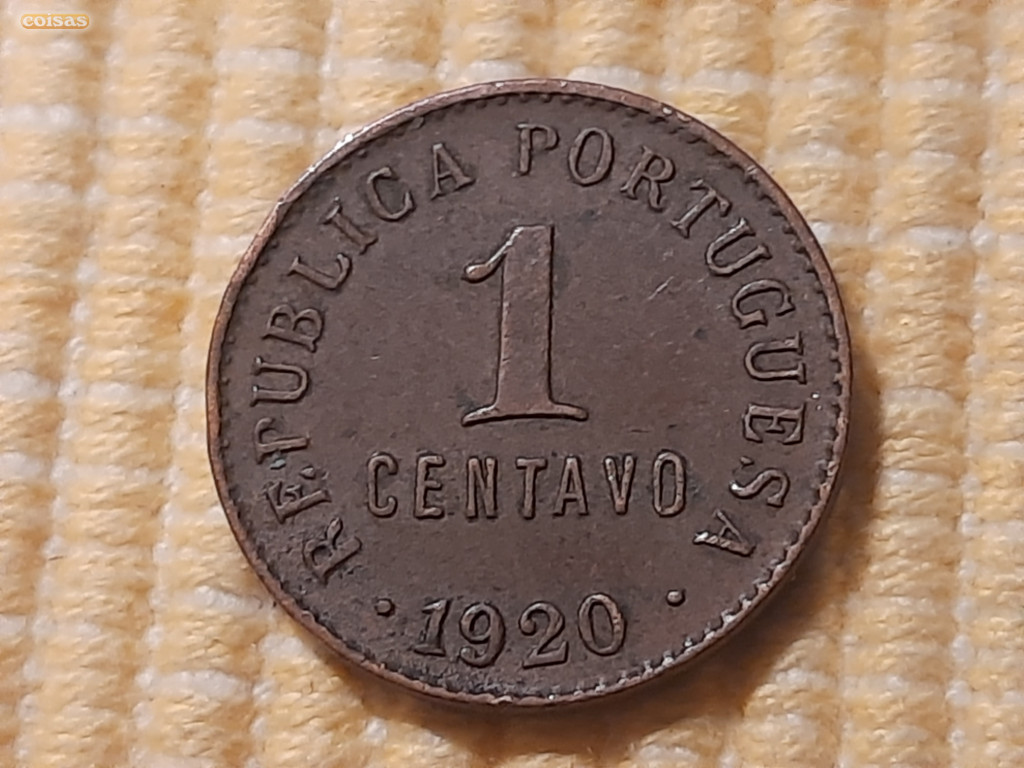 coisas
REPUBLICA PORTUGUESA
1
CENTAVO
• 1920 •